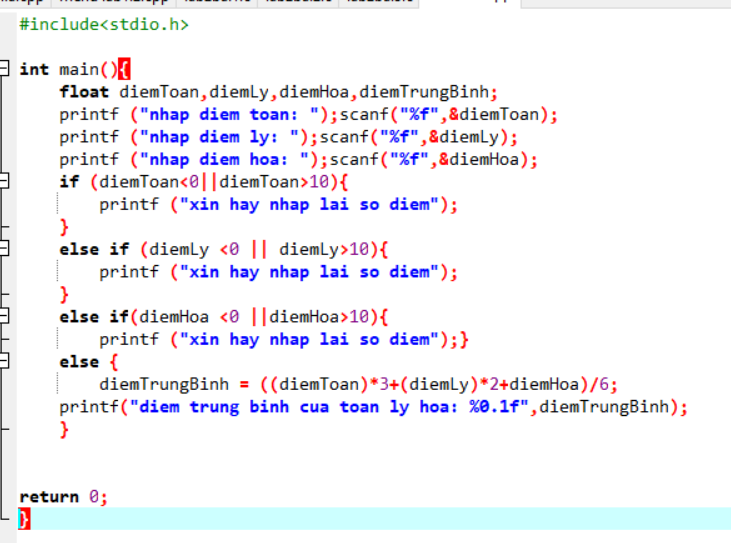 #include<stdio.h>
int main(){
float diemToan,diemLy,diemHoa,diemTrungBinh;
printf ("nhap diem toan: ");scanf("%f",&diemToan);
printf ("nhap diem ly: ");scanf("%f",&diemLy);
printf ("nhap diem hoa: ");scanf("%f",&diemHoa);
if (diemToan<0||diemToan>10){
printf ("xin hay nhap lai so diem");
}
else if (diemLy <0 || diemLy>10){
printf ("xin hay nhap lai so diem");
}
else if(diemHoa <0 ||diemHoa>10){
printf ("xin hay nhap lai so diem");}
else {
diemTrungBinh = ((diemToan)*3+(diemLy)*2+diemHoa)/6;
printf("diem trung binh cua toan ly hoa: %0.1f",diemTrungBinh);
}
return 0;
}